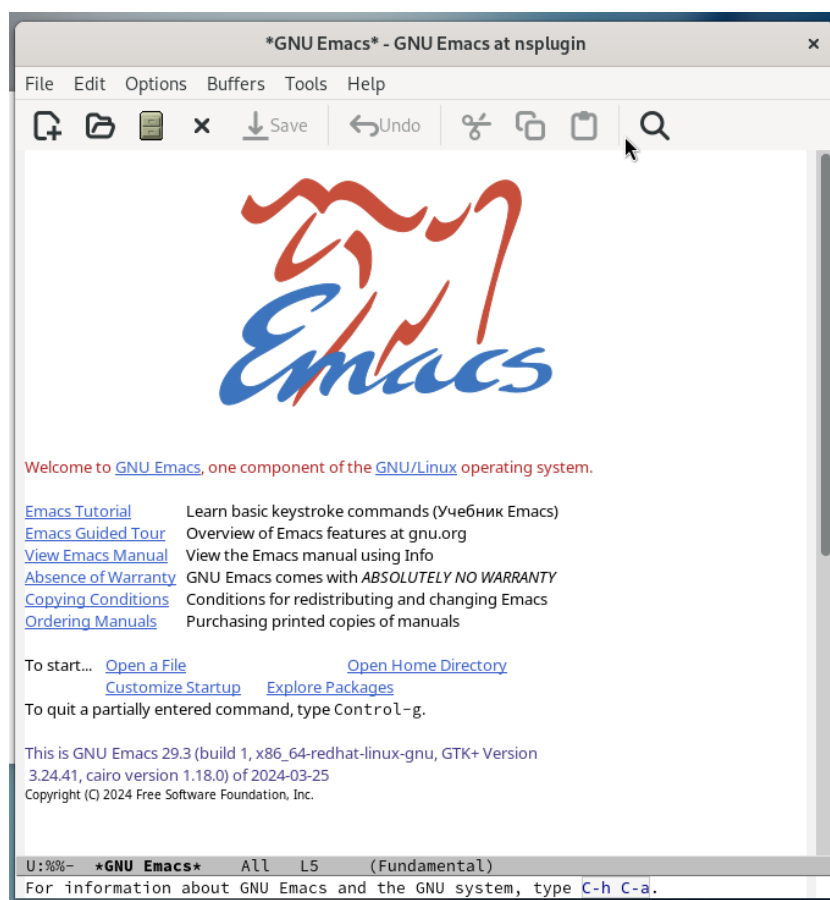 *GNU Emacs* - GNU Emacs at nsplugin
File Edit Options Buffers Tools Help
Save Undo
Emacs
Welcome to GNU Emacs, one component of the GNU/Linux operating system.
Emacs Tutorial Learn basic keystroke commands (Учебник Emacs)
Emacs Guided Tour Overview of Emacs features at gnu.org
View Emacs Manual View the Emacs manual using Info
Absence of Warranty GNU Emacs comes with ABSOLUTELY NO WARRANTY
Copying Conditions Conditions for redistributing and changing Emacs
Ordering Manuals Purchasing printed copies of manuals
To start... Open a File Open Home Directory
Customize Startup Explore Packages
To quit a partially entered command, type Control-g.
This is GNU Emacs 29.3 (build 1, x86_64-redhat-linux-gnu, GTK+ Version
3.24.41, cairo version 1.18.0) of 2024-03-25
Copyright (C) 2024 Free Software Foundation, Inc.
U:%%- *GNU Emacs* All L5 (Fundamental)
For information about GNU Emacs and the GNU system, type C-h C-a.